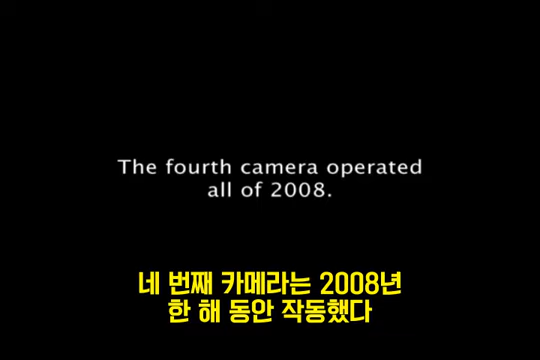 The fourth camera operated
all of 2008.
네 번째 카메라는 2008년
한 해 동안 작동했다